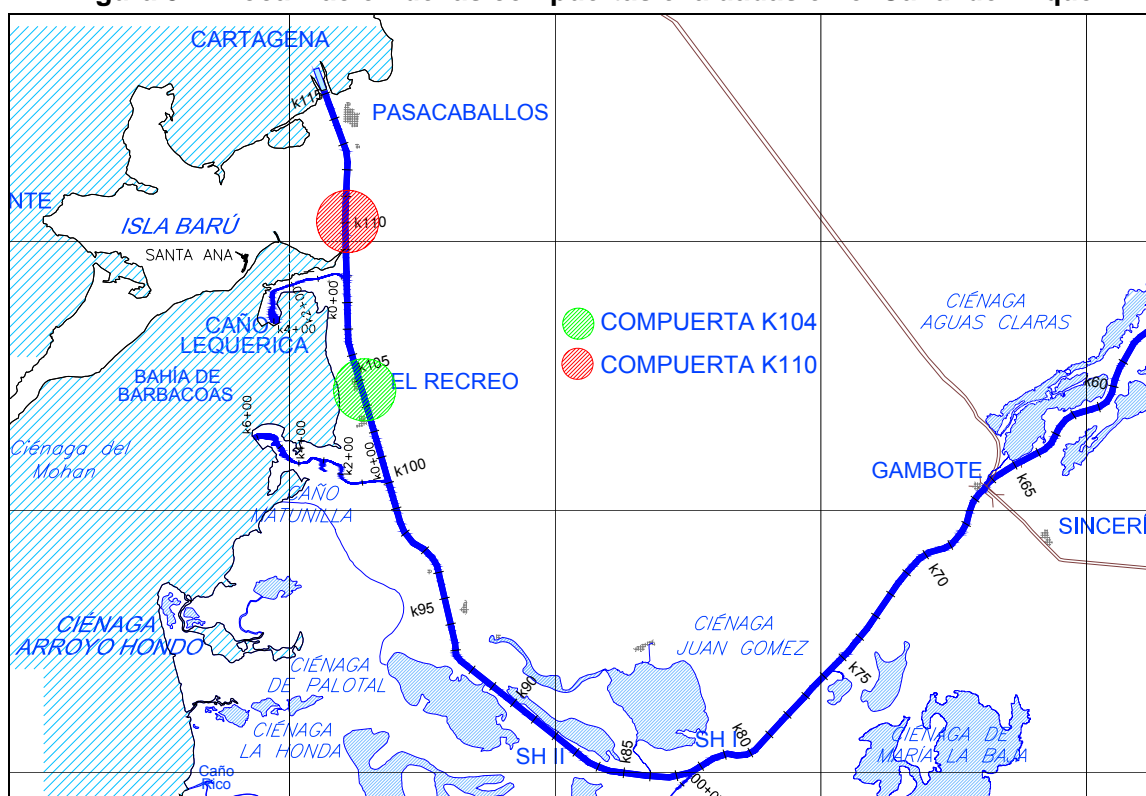 CARTAGENA
k115
PASACABALLOS
NTE
ISLA BARÚ
k110
SANTA ANA
k0+00
k2+00
k4+00
CAÑO
LEQUERICA
COMPUERTA K104
COMPUERTA K110
CIÉNAGA
AGUAS CLARAS
k105
EL RECREO
BAHÍA DE
BARBACOAS
k60
k6+00
k2+00
k0+00
k100
Ciénaga del
Mohan
CAÑO
MATUNILLA
GAMBOTE
k65
SINCERÍ
k70
k95
CIÉNAGA
ARROYO HONDO
CIÉNAGA
JUAN GOMEZ
CIÉNAGA
DE PALOTAL
k75
k90
CIÉNAGA
LA HONDA
SH II
k85
SH I
k80
CIÉNAGA DE
MARÍA LA BAJA
Caño
Rico